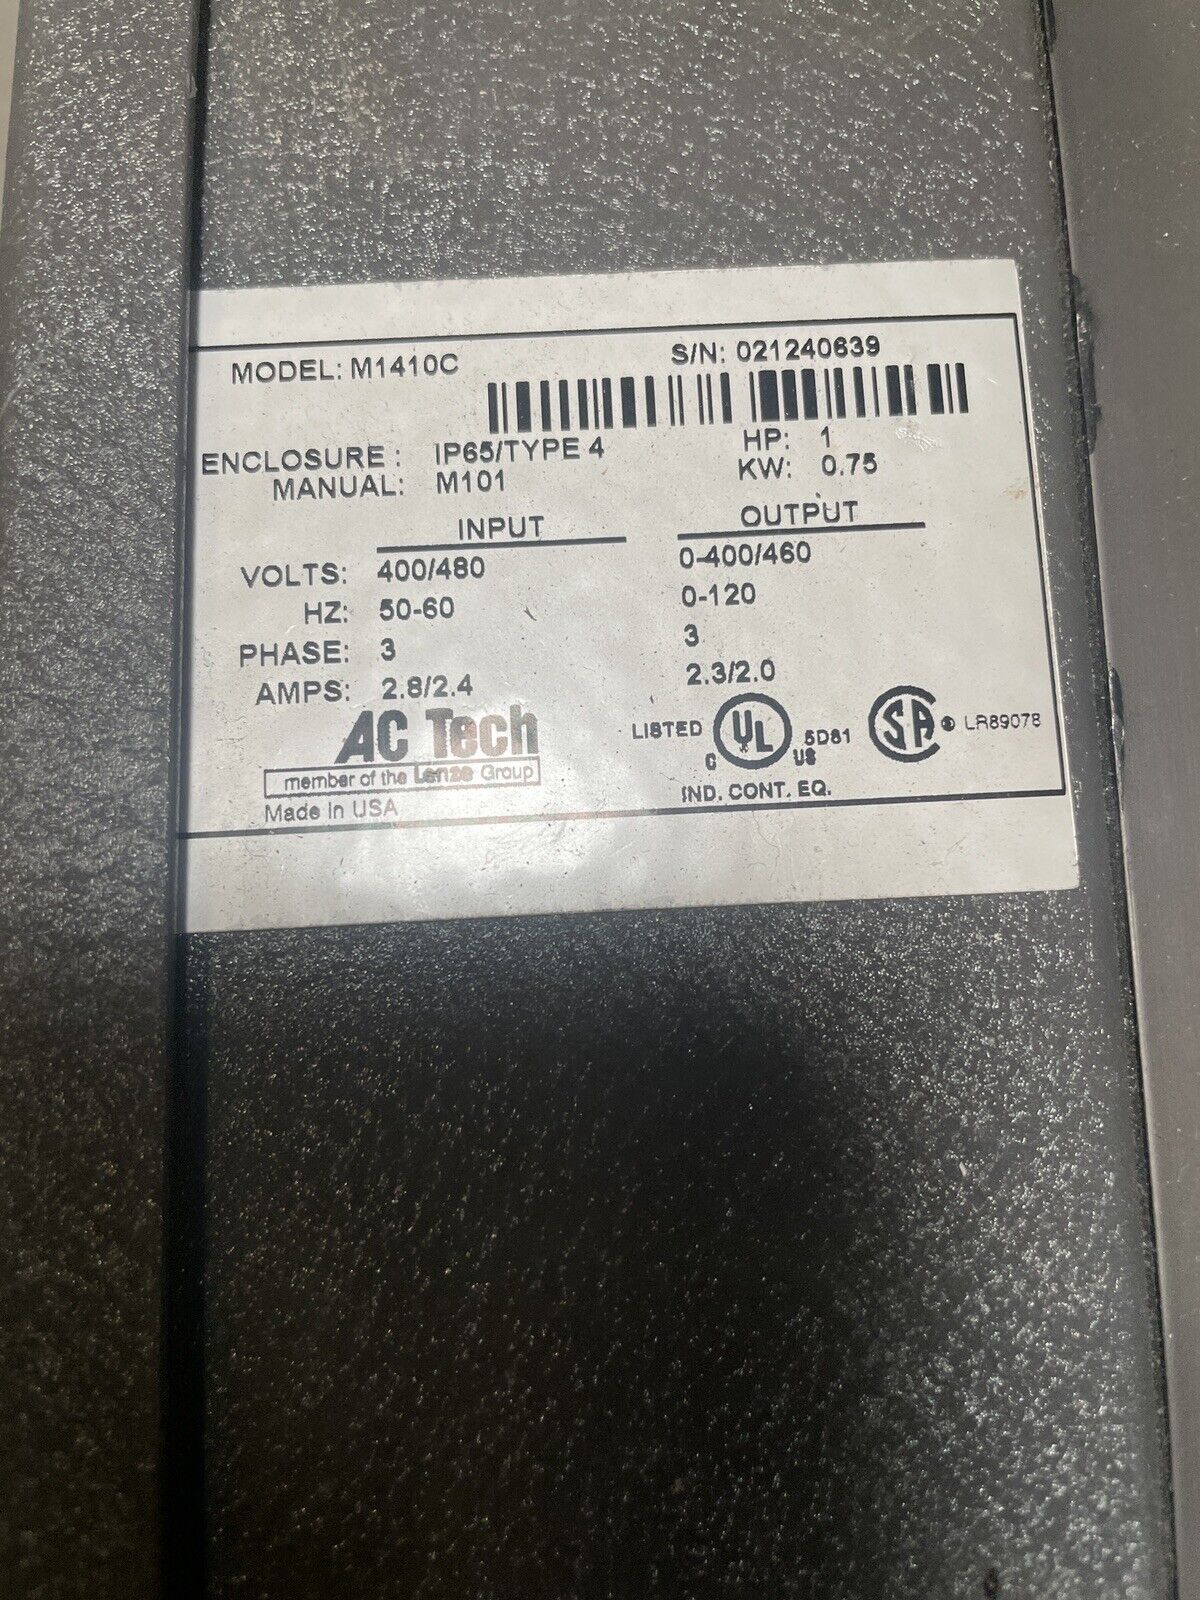 MODEL: M1410C
S/N: 021240639
ENCLOSURE : IP65/TYPE 4
HP: 1
MANUAL: M101
KW: 0.75
INPUT OUTPUT
VOLTS: 400/480 0-400/460
HZ: 50-60 0-120
PHASE: 3 3
AMPS: 2.8/2.4 2.3/2.0
AC Tech
member of the Lenze Group
Made in USA
LISTED UL 5D81
C US
SA ® LR89078
IND. CONT. EQ.